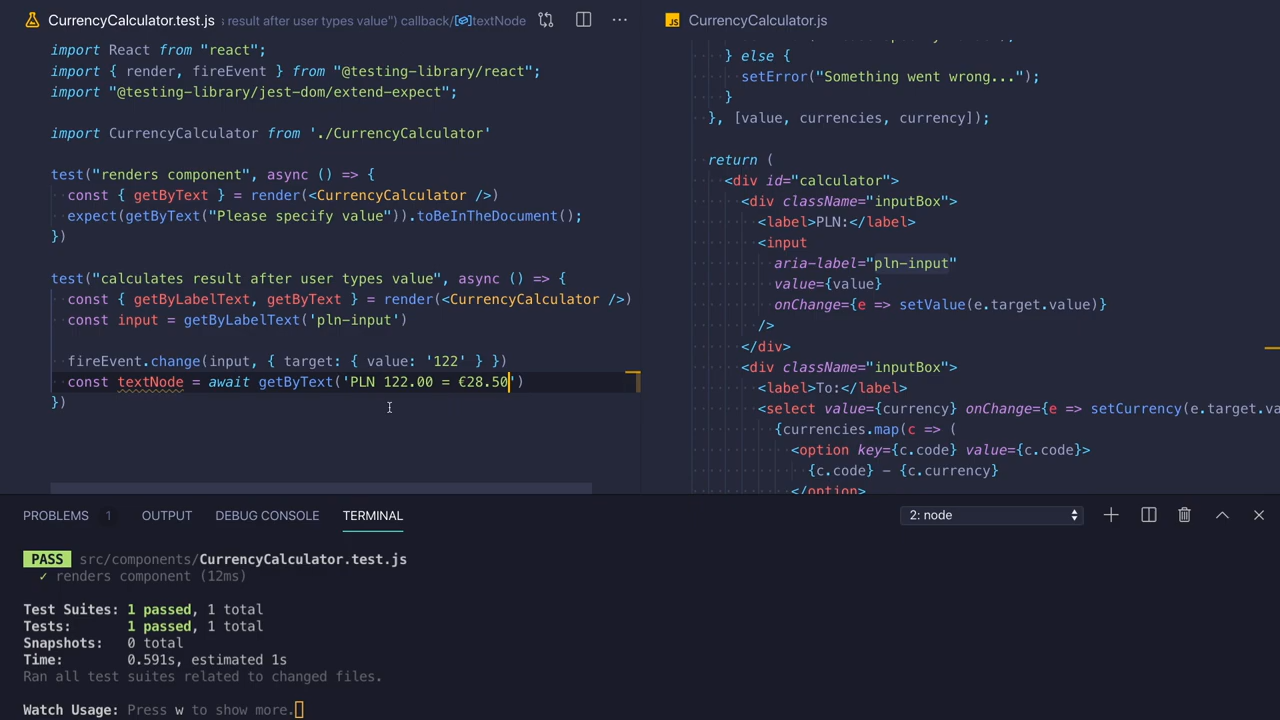 CurrencyCalculator.test.js : result after user types value") callback/textNode
import React from "react";
import { render, fireEvent } from "@testing-library/react";
import "@testing-library/jest-dom/extend-expect";
import CurrencyCalculator from './CurrencyCalculator'
test("renders component", async () => {
const { getByText } = render(<CurrencyCalculator />)
expect(getByText("Please specify value")).toBeInTheDocument();
})
test("calculates result after user types value", async () => {
const { getByLabelText, getByText } = render(<CurrencyCalculator />)
const input = getByLabelText('pln-input')
fireEvent.change(input, { target: { value: '122' } })
const textNode = await getByText('PLN 122.00 = €28.50')
})
JS CurrencyCalculator.js
} else {
setError("Something went wrong...");
}
}, [value, currencies, currency]);
return (
<div id="calculator">
<div className="inputBox">
<label>PLN:</label>
<input
aria-label="pln-input"
value={value}
onChange={e => setValue(e.target.value)}
/>
</div>
<div className="inputBox">
<label>To:</label>
<select value={currency} onChange={e => setCurrency(e.target.va
{currencies.map(c => (
<option key={c.code} value={c.code}>
{c.code} - {c.currency}
</option>
PROBLEMS 1 OUTPUT DEBUG CONSOLE TERMINAL 2: node
PASS src/components/CurrencyCalculator.test.js
✓ renders component (12ms)
Test Suites: 1 passed, 1 total
Tests: 1 passed, 1 total
Snapshots: 0 total
Time: 0.591s, estimated 1s
Ran all test suites related to changed files.
Watch Usage: Press w to show more.